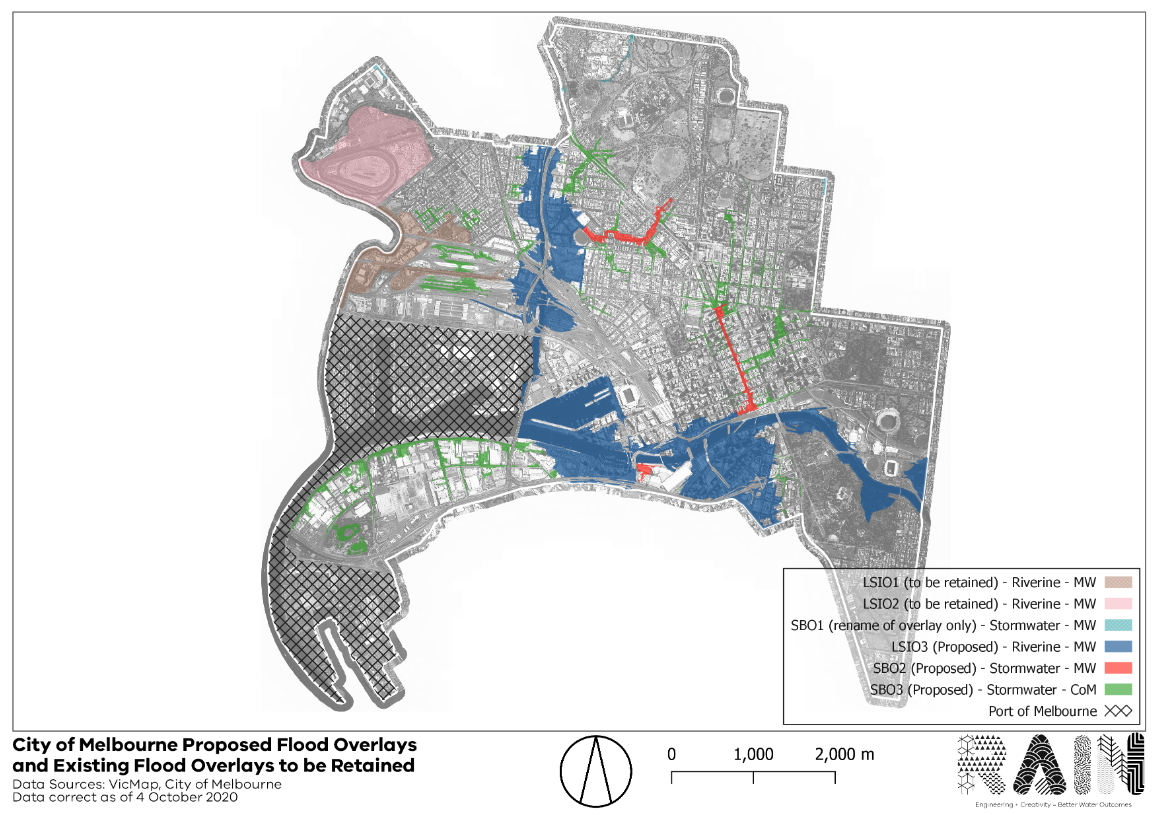 LSIO1 (to be retained) - Riverine - MW
LSIO2 (to be retained) - Riverine - MW
SBO1 (rename of overlay only) - Stormwater - MW
LSIO3 (Proposed) - Riverine - MW
SBO2 (Proposed) - Stormwater - MW
SBO3 (Proposed) - Stormwater - CoM
Port of Melbourne
City of Melbourne Proposed Flood Overlays
and Existing Flood Overlays to be Retained
Data Sources: VicMap, City of Melbourne
Data correct as of 4 October 2020
0 1,000 2,000 m
RAIN
Engineering + Creativity = Better Water Outcomes